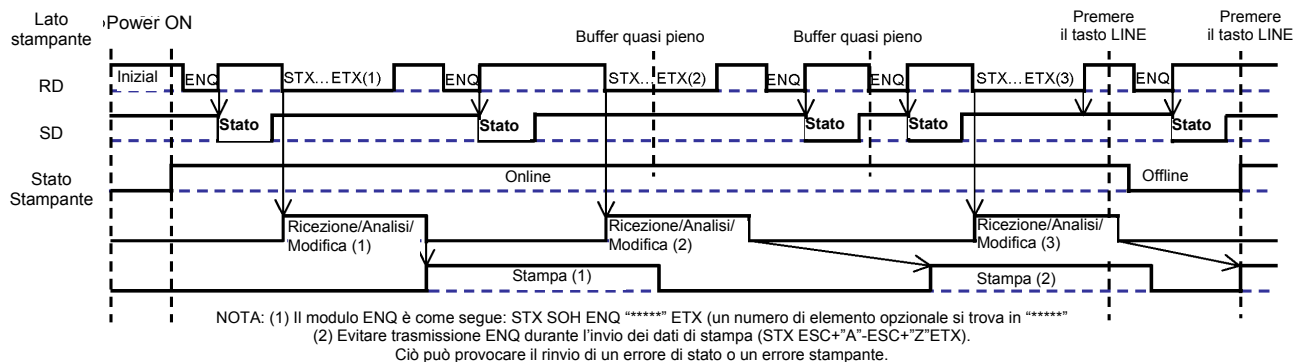 Lato
stampante
Power ON
Premere
il tasto LINE
Premere
il tasto LINE
Buffer quasi pieno
Buffer quasi pieno
RD
Inizial
ENQ
STX…ETX(1)
ENQ
STX…ETX(2)
ENQ
ENQ
STX…ETX(3)
ENQ
SD
Stato
Stato
Stato
Stato
Stato
Stato
Stampante
Online
Offline
Ricezione/Analisi/
Modifica (1)
Ricezione/Analisi/
Modifica (2)
Ricezione/Analisi/
Modifica (3)
Stampa (1)
Stampa (2)
NOTA: (1) Il modulo ENQ è come segue: STX SOH ENQ “*****” ETX (un numero di elemento opzionale si trova in “*****”
(2) Evitare trasmissione ENQ durante l’invio dei dati di stampa (STX ESC+”A”-ESC+”Z”ETX).
Ciò può provocare il rinvio di un errore di stato o un errore stampante.